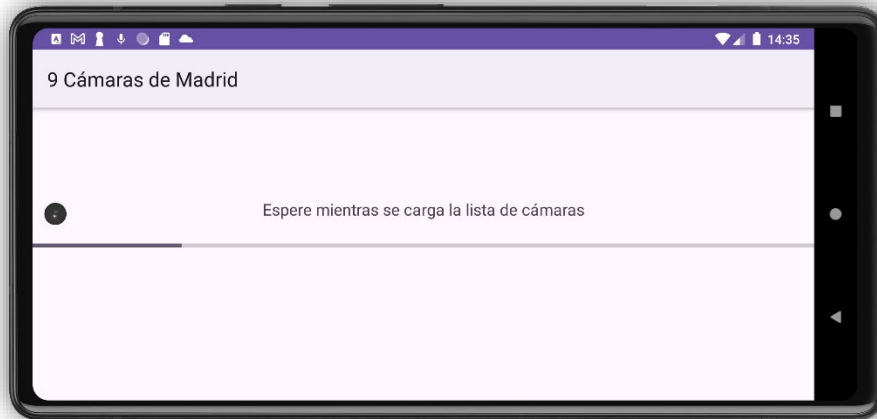 14:35
9 Cámaras de Madrid
Espere mientras se carga la lista de cámaras